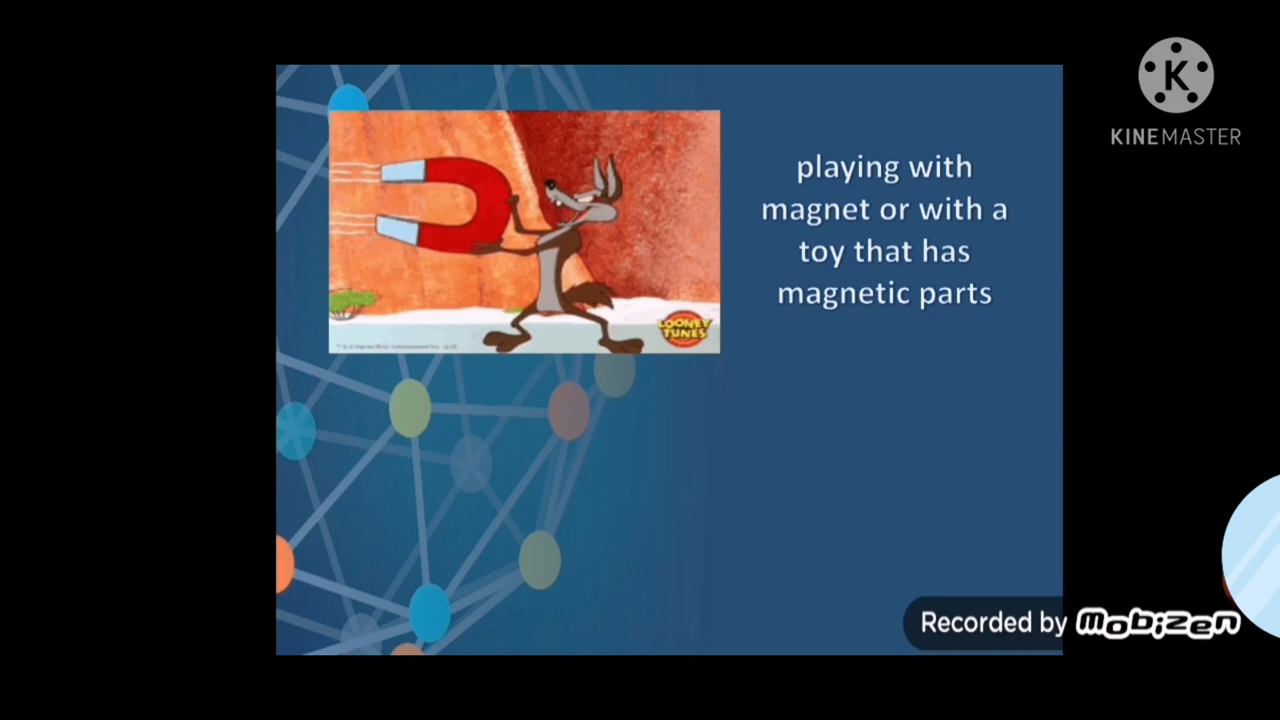 K
KINEMASTER
playing with
magnet or with a
toy that has
magnetic parts
LOONEY
TUNES
Recorded by mobizen